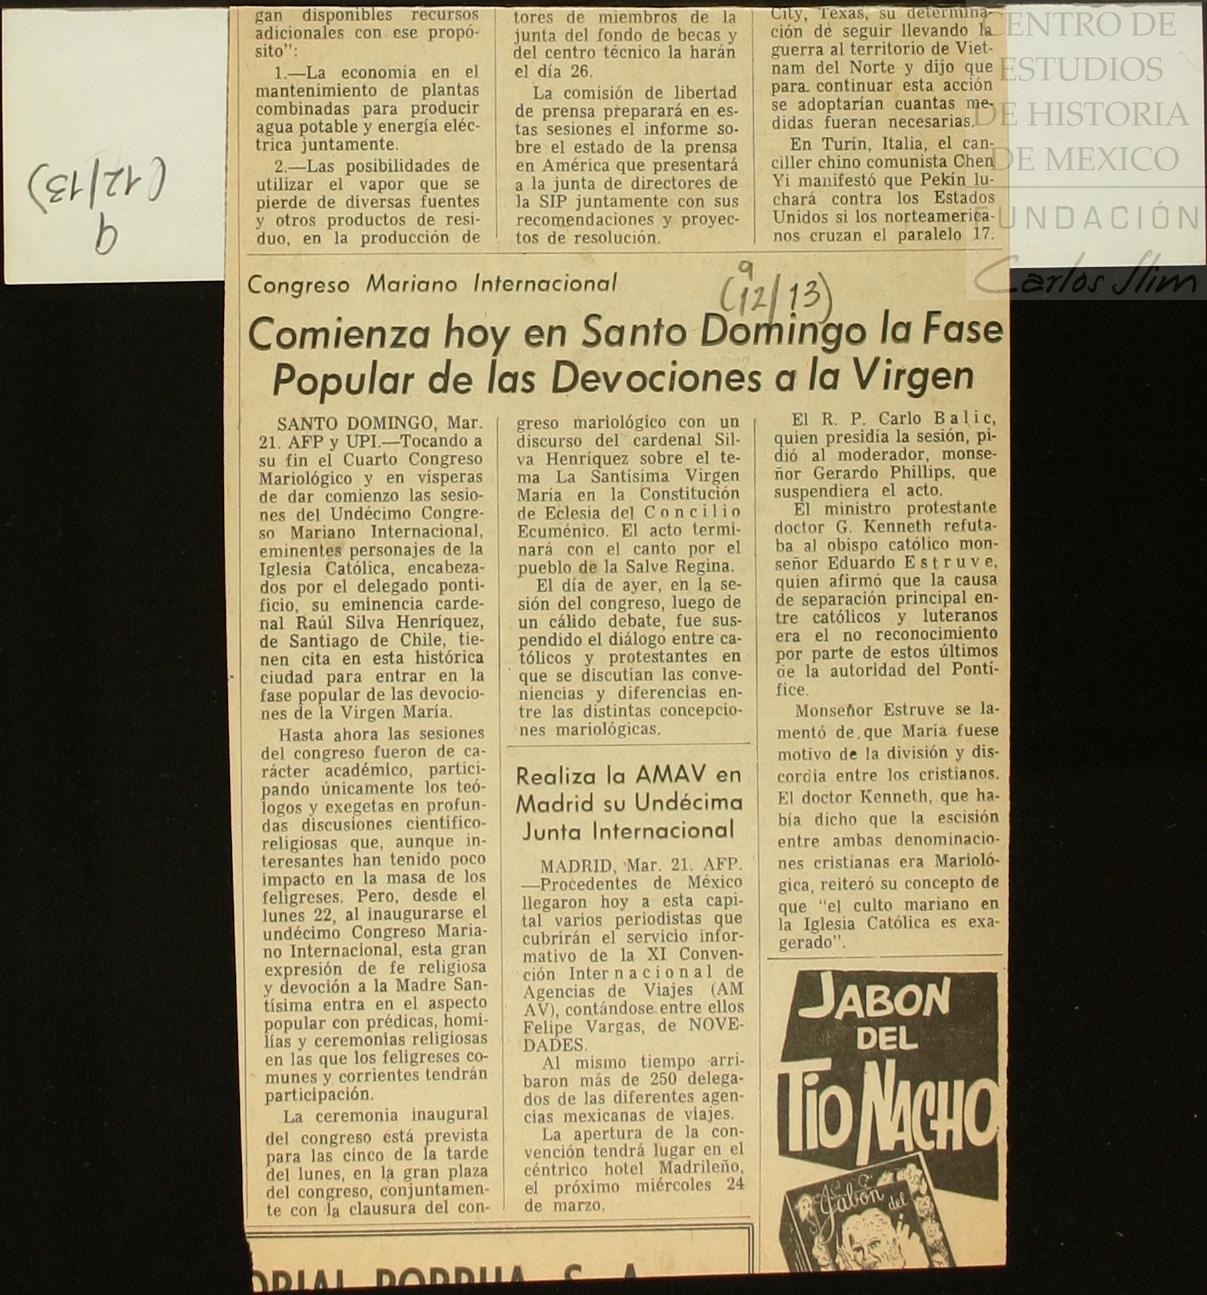 gan disponibles recursos
adicionales con ese propó-
sito":
1.—La economía en el
mantenimiento de plantas
combinadas para producir
agua potable y energía eléc-
trica juntamente.
2.—Las posibilidades de
utilizar el vapor que se
pierde de diversas fuentes
y otros productos de resi-
duo, en la producción de
tores de miembros de la
junta del fondo de becas y
del centro técnico la harán
el día 26.
La comisión de libertad
de prensa preparará en es-
tas sesiones el informe so-
bre el estado de la prensa
en América que presentará
a la junta de directores de
la SIP juntamente con sus
recomendaciones y proyec-
tos de resolución.
City, Texas, su determina-
ción de seguir llevando la
guerra al territorio de Viet-
nam del Norte y dijo que
para continuar esta acción
se adoptarían cuantas me-
didas fueran necesarias.
En Turín, Italia, el can-
ciller chino comunista Chen
Yi manifestó que Pekín lu-
chará contra los Estados
Unidos si los norteamerica-
nos cruzan el paralelo 17.
CENTRO DE
ESTUDIOS
DE HISTORIA
DE MEXICO
FUNDACIÓN
Carlos Slim
9
(12/13)
9
(12/13)
Congreso Mariano Internacional
Comienza hoy en Santo Domingo la Fase
Popular de las Devociones a la Virgen
SANTO DOMINGO, Mar.
21. AFP y UPI.—Tocando a
su fin el Cuarto Congreso
Mariológico y en vísperas
de dar comienzo las sesio-
nes del Undécimo Congre-
so Mariano Internacional,
eminentes personajes de la
Iglesia Católica, encabeza-
dos por el delegado ponti-
ficio, su eminencia carde-
nal Raúl Silva Henríquez,
de Santiago de Chile, tie-
nen cita en esta histórica
ciudad para entrar en la
fase popular de las devocio-
nes de la Virgen María.
Hasta ahora las sesiones
del congreso fueron de ca-
rácter académico, partici-
pando únicamente los teó-
logos y exegetas en profun-
das discusiones científico-
religiosas que, aunque in-
teresantes han tenido poco
impacto en la masa de los
feligreses. Pero, desde el
lunes 22, al inaugurarse el
undécimo Congreso Maria-
no Internacional, esta gran
expresión de fe religiosa
y devoción a la Madre San-
tísima entra en el aspecto
popular con prédicas, homi-
lías y ceremonias religiosas
en las que los feligreses co-
munes y corrientes tendrán
participación.
La ceremonia inaugural
del congreso está prevista
para las cinco de la tarde
del lunes, en la gran plaza
del congreso, conjuntamen-
te con la clausura del con-
greso mariológico con un
discurso del cardenal Sil-
va Henríquez sobre el te-
ma La Santísima Virgen
María en la Constitución
de Eclesia del Concilio
Ecuménico. El acto termi-
nará con el canto por el
pueblo de la Salve Regina.
El día de ayer, en la se-
sión del congreso, luego de
un cálido debate, fue sus-
pendido el diálogo entre ca-
tólicos y protestantes en
que se discutían las conve-
niencias y diferencias en-
tre las distintas concepcio-
nes mariológicas.
Realiza la AMAV en
Madrid su Undécima
Junta Internacional
MADRID, Mar. 21. AFP.
—Procedentes de México
llegaron hoy a esta capi-
tal varios periodistas que
cubrirán el servicio infor-
mativo de la XI Conven-
ción Internacional de
Agencias de Viajes (AM
AV), contándose entre ellos
Felipe Vargas, de NOVE-
DADES.
Al mismo tiempo arri-
baron más de 250 delega-
dos de las diferentes agen-
cias mexicanas de viajes.
La apertura de la con-
vención tendrá lugar en el
céntrico hotel Madrileño,
el próximo miércoles 24
de marzo.
El R. P. Carlo Balic,
quien presidía la sesión, pi-
dió al moderador, monse-
ñor Gerardo Phillips, que
suspendiera el acto.
El ministro protestante
doctor G. Kenneth refuta-
ba al obispo católico mon-
señor Eduardo Estruve,
quien afirmó que la causa
de separación principal en-
tre católicos y luteranos
era el no reconocimiento
por parte de estos últimos
de la autoridad del Pontí-
fice.
Monseñor Estruve se la-
mentó de que María fuese
motivo de la división y dis-
cordia entre los cristianos.
El doctor Kenneth, que ha-
bía dicho que la escisión
entre ambas denominacio-
nes cristianas era Marioló-
gica, reiteró su concepto de
que "el culto mariano en
la Iglesia Católica es exa-
gerado".
JABON
DEL
TIO NACHO
Jabón del
ORIAL PORRUA, S. A.